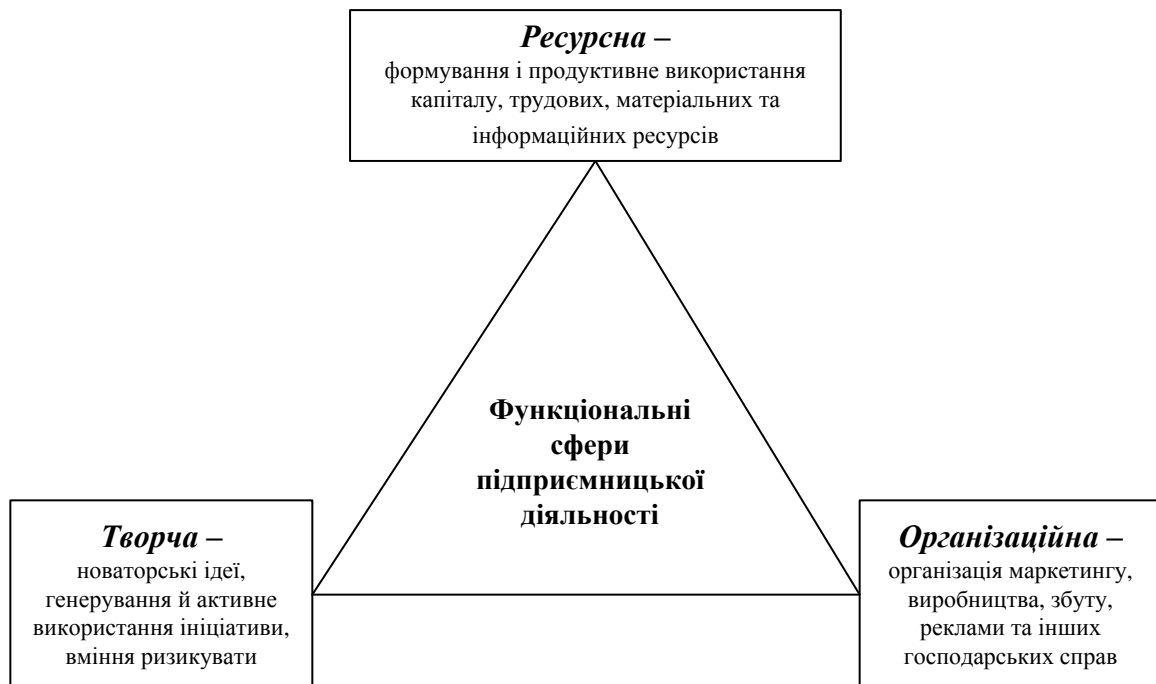 Ресурсна –
формування і продуктивне використання
капіталу, трудових, матеріальних та
інформаційних ресурсів
Функціональні
сфери
підприємницької
діяльності
Творча –
новаторські ідеї,
генерування й активне
використання ініціативи,
вміння ризикувати
Організаційна –
організація маркетингу,
виробництва, збуту,
реклами та інших
господарських справ